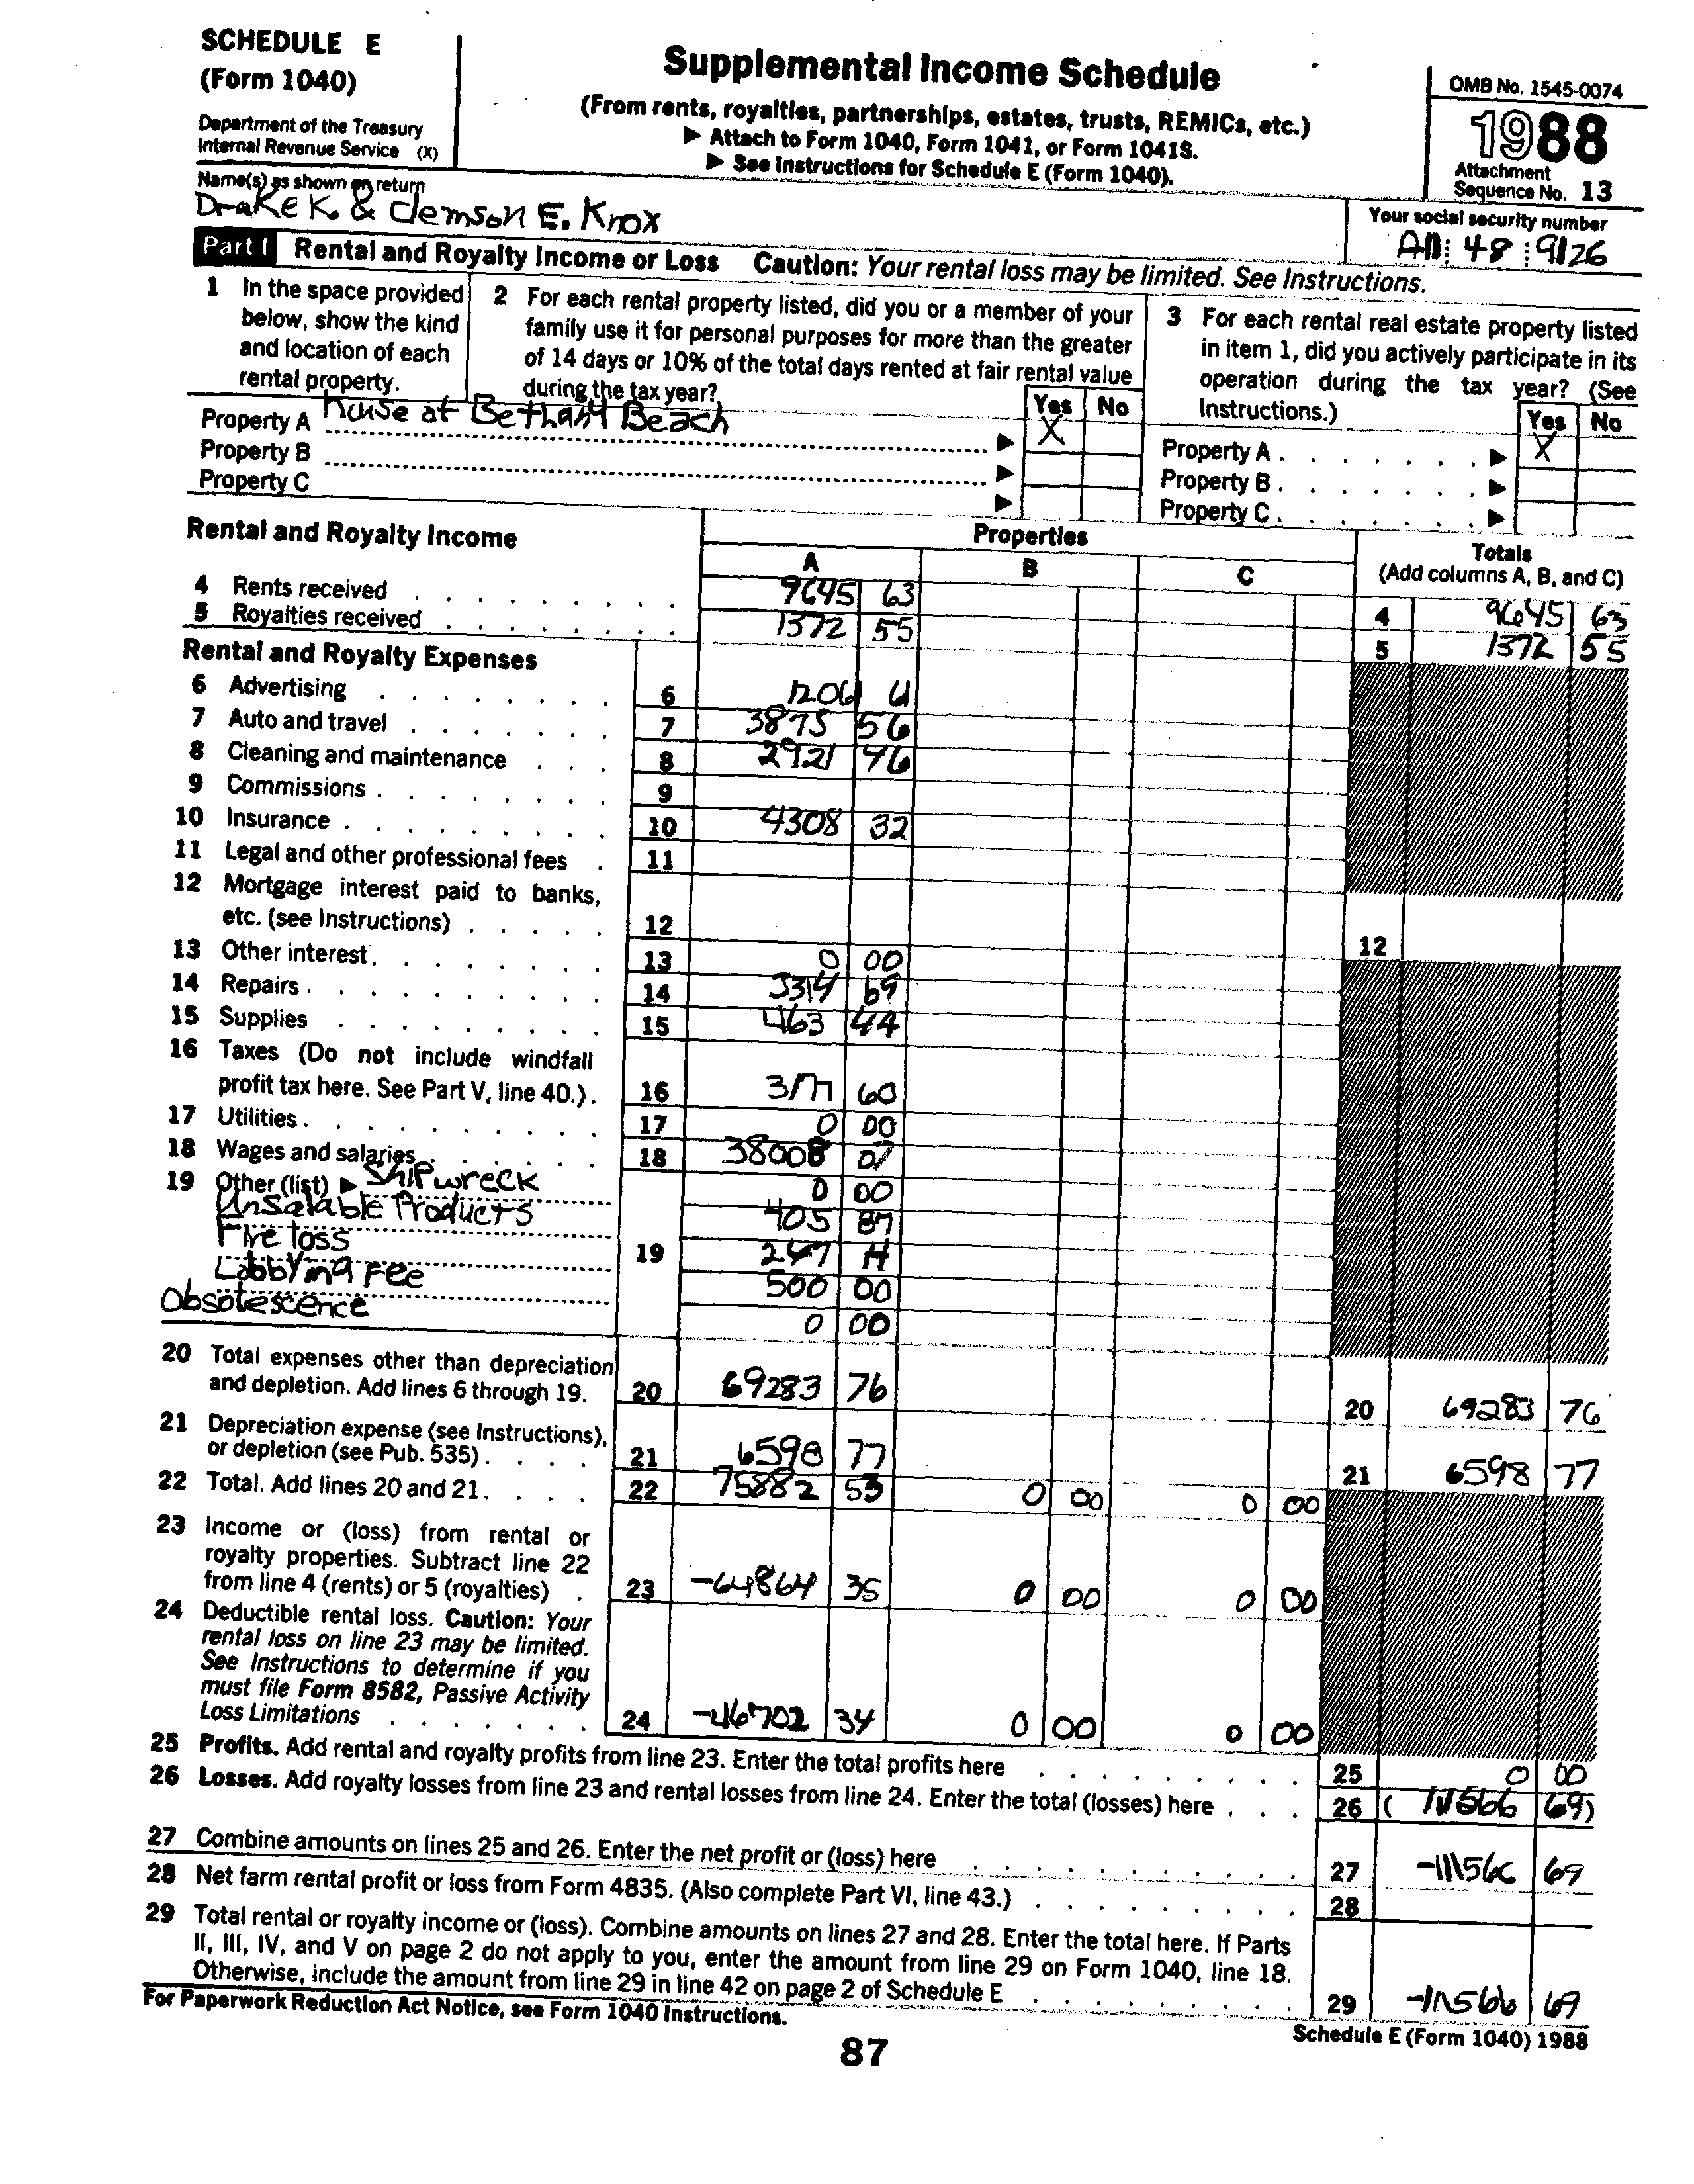 SCHEDULE E
(Form 1040)
Department of the Treasury
Internal Revenue Service (X)
Supplemental Income Schedule
(From rents, royalties, partnerships, estates, trusts, REMICs, etc.)
▶ Attach to Form 1040, Form 1041, or Form 1041S.
▶ See Instructions for Schedule E (Form 1040).
OMB No. 1545-0074
1988
Attachment
Sequence No. 13
Name(s) as shown on return
Drake K. & Clemson E. Knox
Your social security number
48 9126
Part I Rental and Royalty Income or Loss Caution: Your rental loss may be limited. See Instructions.
1 In the space provided
below, show the kind
and location of each
rental property.
2 For each rental property listed, did you or a member of your
family use it for personal purposes for more than the greater
of 14 days or 10% of the total days rented at fair rental value
during the tax year?
Yes No
3 For each rental real estate property listed
in item 1, did you actively participate in its
operation during the tax year? (See
Instructions.)
Yes No
Property A house at Bethany Beach ▶ X
Property B ▶
Property C ▶
Property A . . . . . . . ▶ X
Property B . . . . . . . ▶
Property C . . . . . . . ▶
Rental and Royalty Income
Properties
A B C
Totals
(Add columns A, B, and C)
4 Rents received 9645 63 4 9645 63
5 Royalties received 1372 55 5 1372 55
Rental and Royalty Expenses
6 Advertising 6 1206 61
7 Auto and travel 7 3875 56
8 Cleaning and maintenance 8 2921 46
9 Commissions 9
10 Insurance 10 4308 32
11 Legal and other professional fees 11
12 Mortgage interest paid to banks,
etc. (see Instructions) 12 12
13 Other interest 13 0 00
14 Repairs 14 3314 69
15 Supplies 15 463 44
16 Taxes (Do not include windfall
profit tax here. See Part V, line 40.) 16 60
17 Utilities 17 0 00
18 Wages and salaries 18 38008 07
19 Other (list) ▶ Shipwreck 0 00
Unsalable Products 405 87
Fire loss 19 247
Lobbying Fee 500 00
Obsolescence 0 00
20 Total expenses other than depreciation
and depletion. Add lines 6 through 19. 20 69283 76 20 69283 76
21 Depreciation expense (see Instructions),
or depletion (see Pub. 535) 21 6598 77 21 6598 77
22 Total. Add lines 20 and 21 22 75882 53 0 00 0 00
23 Income or (loss) from rental or
royalty properties. Subtract line 22
from line 4 (rents) or 5 (royalties) 23 -64864 35 0 00 0 00
24 Deductible rental loss. Caution: Your
rental loss on line 23 may be limited.
See Instructions to determine if you
must file Form 8582, Passive Activity
Loss Limitations 24 -46702 34 0 00 0 00
25 Profits. Add rental and royalty profits from line 23. Enter the total profits here 25 0 00
26 Losses. Add royalty losses from line 23 and rental losses from line 24. Enter the total (losses) here 26 ( 111566 69)
27 Combine amounts on lines 25 and 26. Enter the net profit or (loss) here 27 -111566 69
28 Net farm rental profit or loss from Form 4835. (Also complete Part VI, line 43.) 28
29 Total rental or royalty income or (loss). Combine amounts on lines 27 and 28. Enter the total here. If Parts
II, III, IV, and V on page 2 do not apply to you, enter the amount from line 29 on Form 1040, line 18.
Otherwise, include the amount from line 29 in line 42 on page 2 of Schedule E 29 -111566 69
For Paperwork Reduction Act Notice, see Form 1040 Instructions.
Schedule E (Form 1040) 1988
87